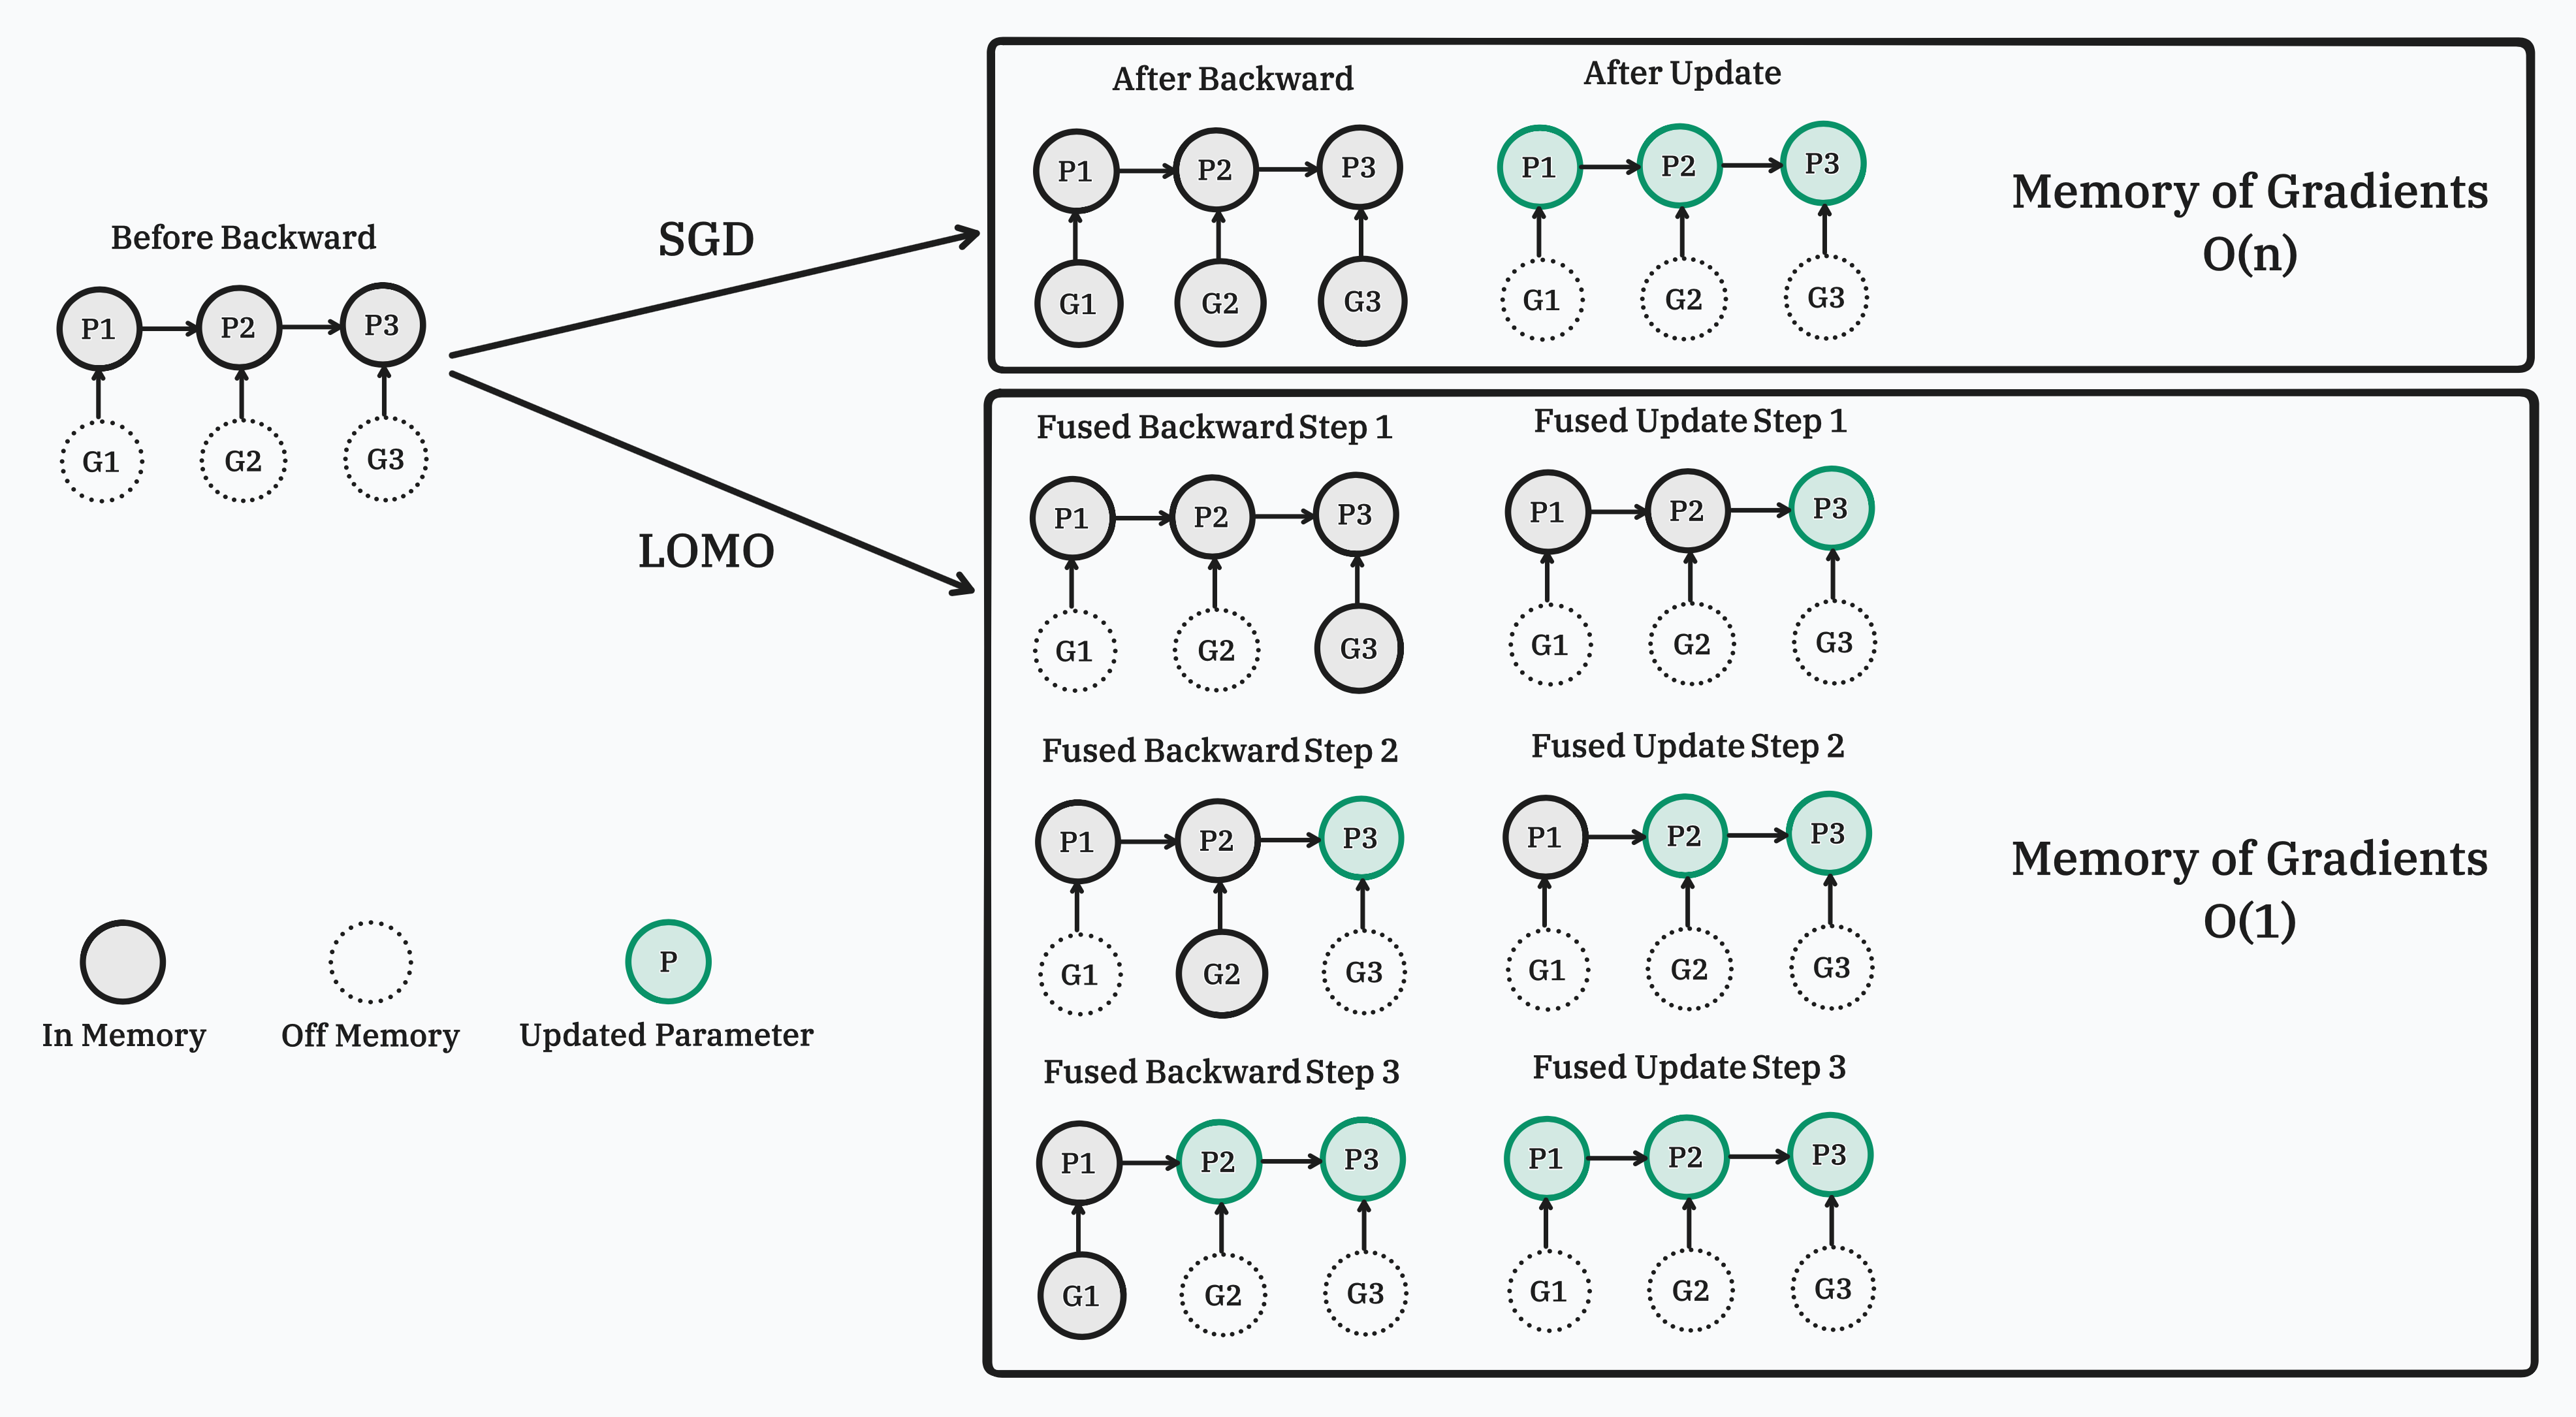 Before Backward
P1 P2 P3
G1 G2 G3
SGD
LOMO
In Memory
Off Memory
P
Updated Parameter
After Backward
P1 P2 P3
G1 G2 G3
After Update
P1 P2 P3
G1 G2 G3
Memory of Gradients
O(n)
Fused Backward Step 1
P1 P2 P3
G1 G2 G3
Fused Update Step 1
P1 P2 P3
G1 G2 G3
Fused Backward Step 2
P1 P2 P3
G1 G2 G3
Fused Update Step 2
P1 P2 P3
G1 G2 G3
Fused Backward Step 3
P1 P2 P3
G1 G2 G3
Fused Update Step 3
P1 P2 P3
G1 G2 G3
Memory of Gradients
O(1)